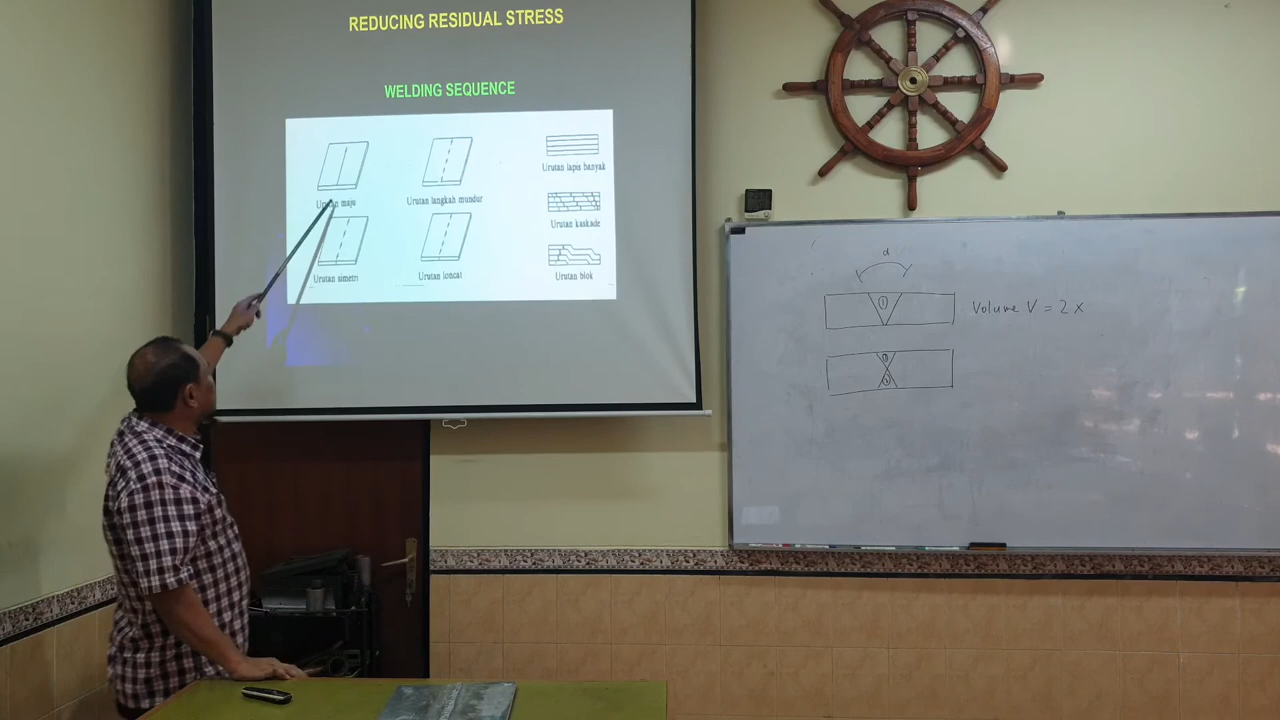 REDUCING RESIDUAL STRESS
WELDING SEQUENCE
Urutan maju
Urutan langkah mundur
Urutan lapis banyak
Urutan kaskade
Urutan simetri
Urutan loncat
Urutan blok
α
1
Volume V = 2 x